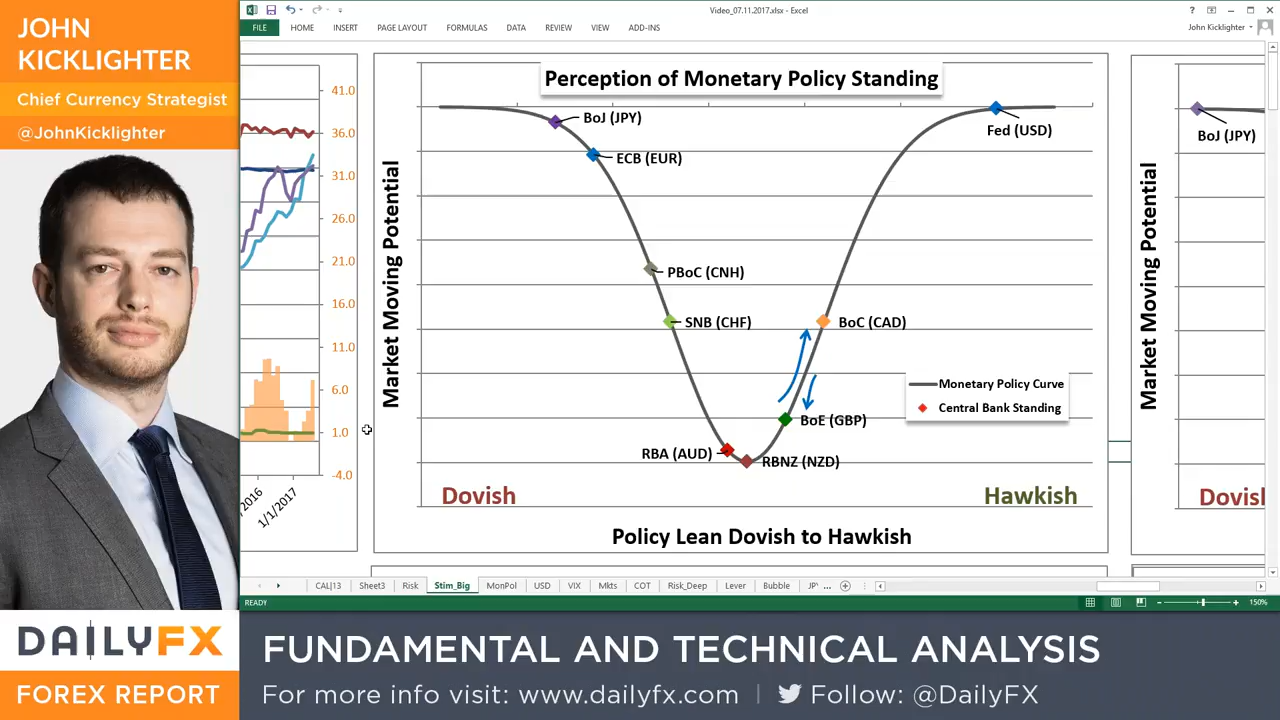 JOHN
KICKLIGHTER
Chief Currency Strategist
@JohnKicklighter
DAILYFX
FOREX REPORT
Video_07.11.2017.xlsx - Excel
FILE HOME INSERT PAGE LAYOUT FORMULAS DATA REVIEW VIEW ADD-INS
John Kicklighter
41.0
36.0
31.0
26.0
21.0
16.0
11.0
6.0
1.0
-4.0
/2016
1/1/2017
Perception of Monetary Policy Standing
Market Moving Potential
BoJ (JPY)
ECB (EUR)
PBoC (CNH)
SNB (CHF)
RBA (AUD)
RBNZ (NZD)
BoE (GBP)
BoC (CAD)
Fed (USD)
Monetary Policy Curve
Central Bank Standing
Dovish
Hawkish
Policy Lean Dovish to Hawkish
Market Moving Potential
BoJ (JPY)
Dovish
CAL|13 Sheet3 Risk Stim_Big MonPol USD VIX Mkts COT Risk_Deep Lever Bubble
READY
150%
FUNDAMENTAL AND TECHNICAL ANALYSIS
For more info visit: www.dailyfx.com | Follow: @DailyFX